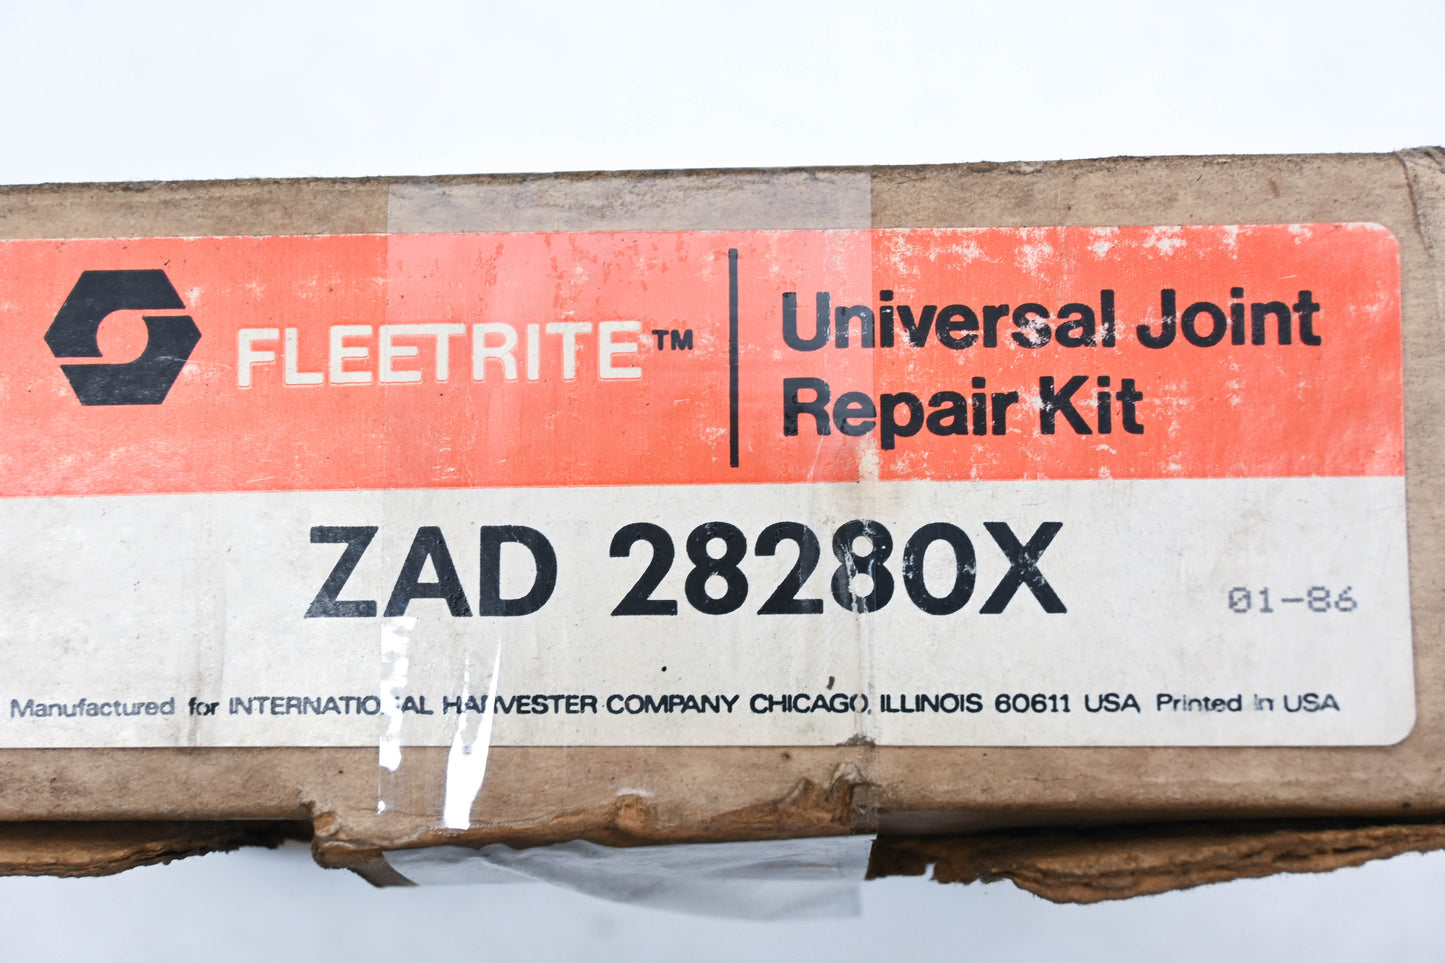 FLEETRITE™
Universal Joint
Repair Kit
ZAD 28280X
01-86
Manufactured for INTERNATIONAL HARVESTER COMPANY CHICAGO, ILLINOIS 60611 USA Printed in USA